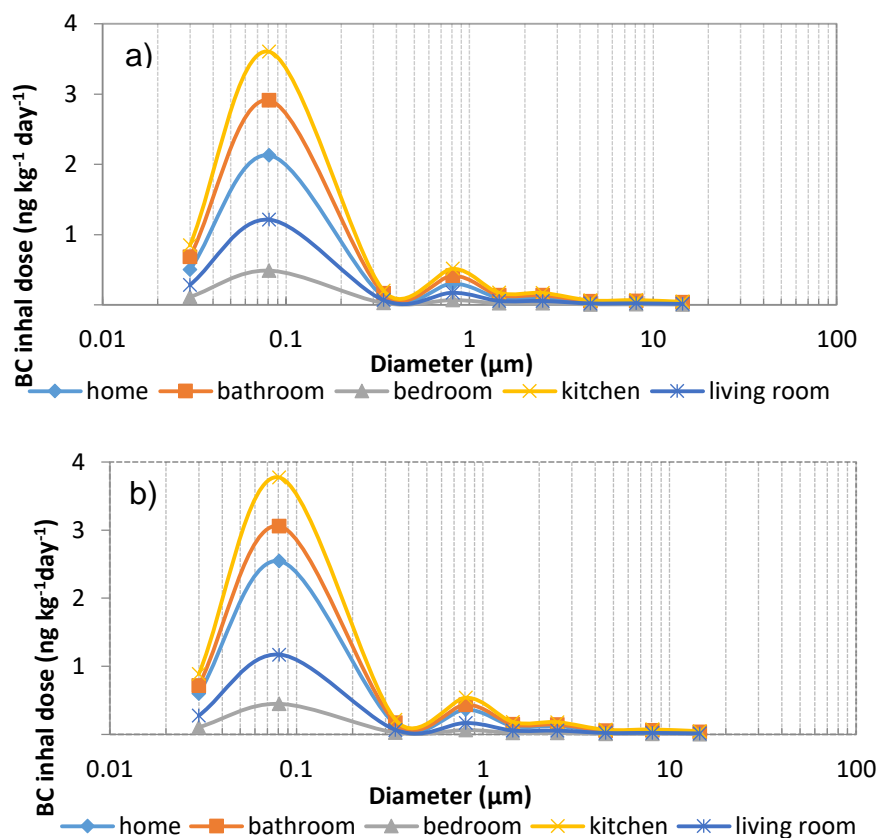 a)
BC inhal dose (ng kg⁻¹ day⁻¹)
4
3
2
1
0.01 0.1 1 10 100
Diameter (µm)
home bathroom bedroom kitchen living room
b)
BC inhal dose (ng kg⁻¹day⁻¹)
4
3
2
1
0.01 0.1 1 10 100
Diameter (µm)
home bathroom bedroom kitchen living room